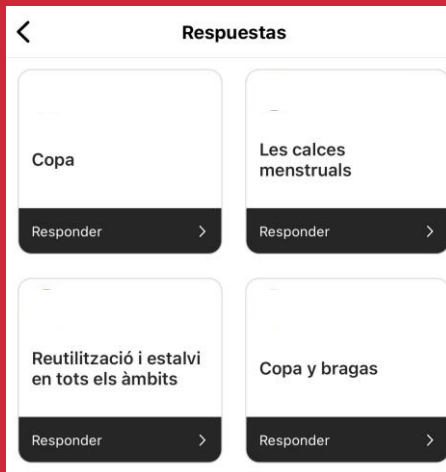 Respuestas
Copa
Responder
Les calces
menstruals
Responder
Reutilització i estalvi
en tots els àmbits
Responder
Copa y bragas
Responder